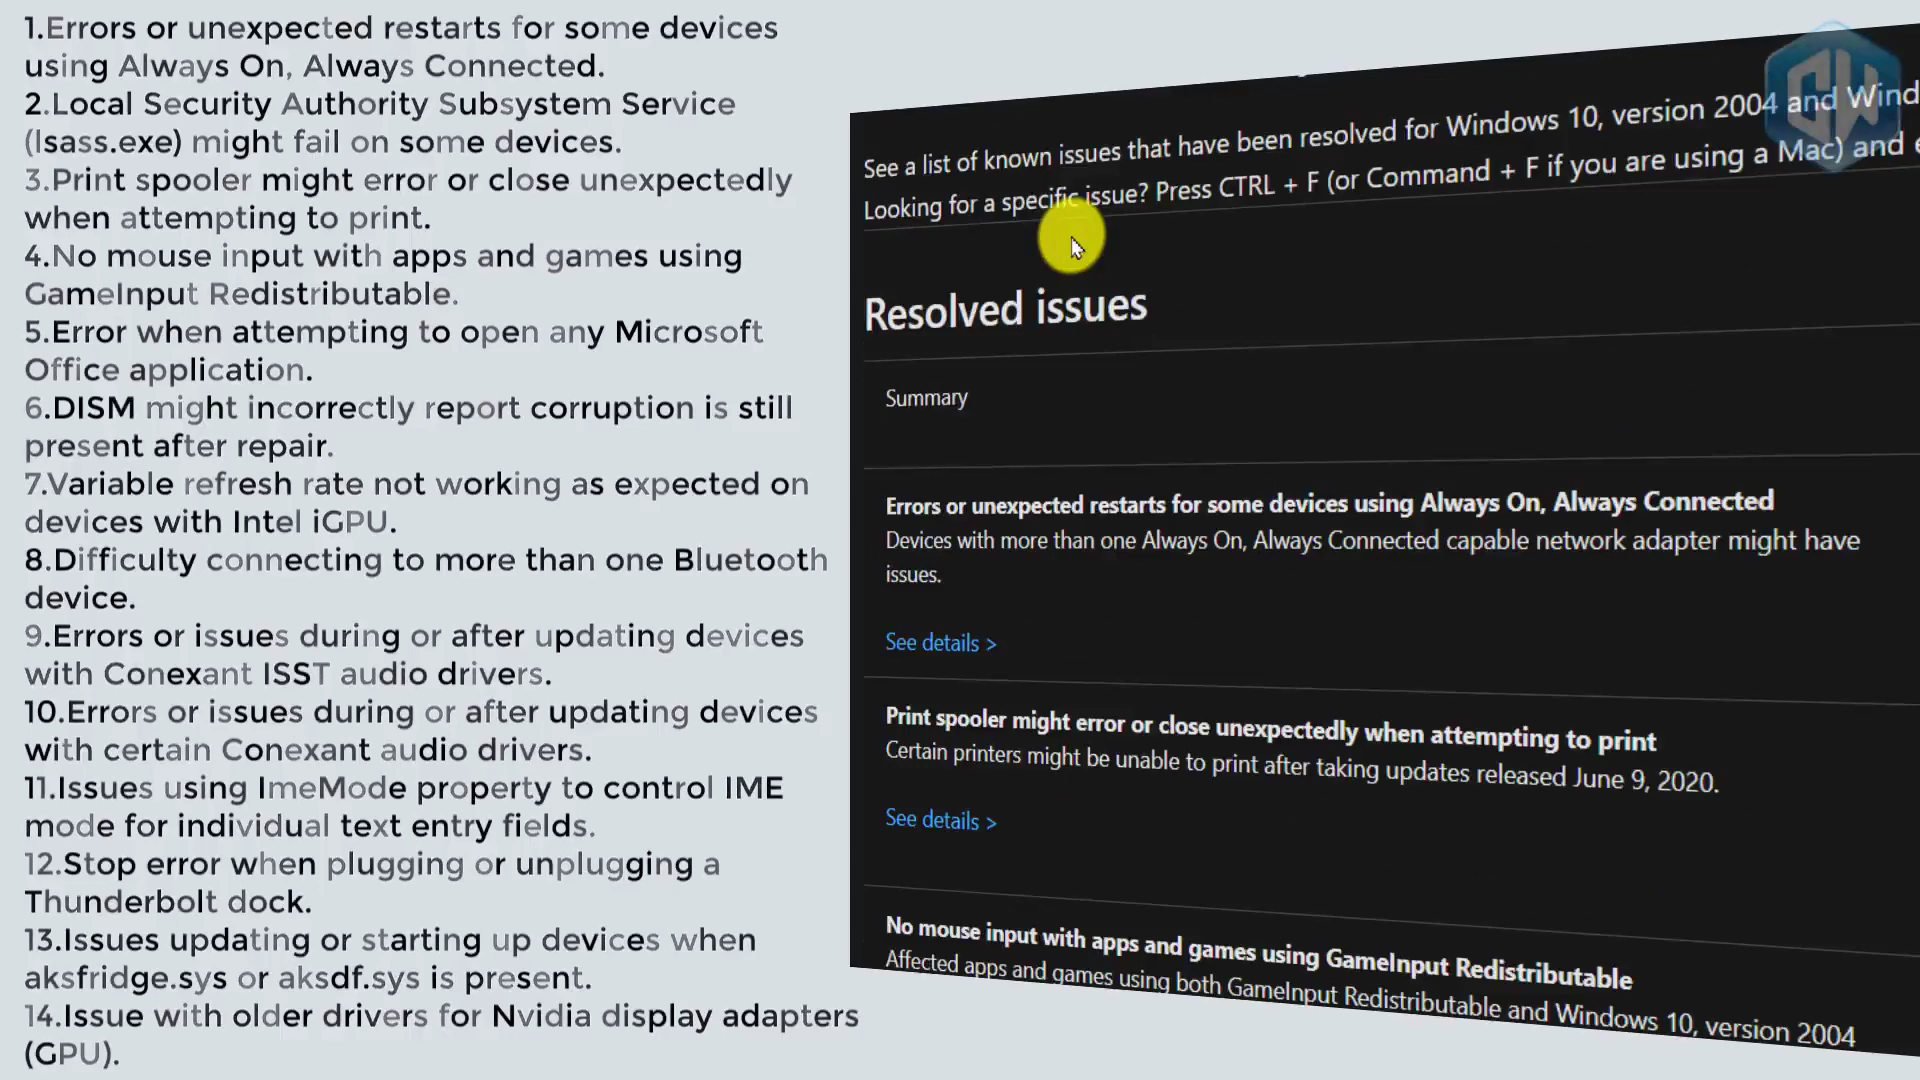 1.Errors or unexpected restarts for some devices
using Always On, Always Connected.
2.Local Security Authority Subsystem Service
(lsass.exe) might fail on some devices.
3.Print spooler might error or close unexpectedly
when attempting to print.
4.No mouse input with apps and games using
GameInput Redistributable.
5.Error when attempting to open any Microsoft
Office application.
6.DISM might incorrectly report corruption is still
present after repair.
7.Variable refresh rate not working as expected on
devices with Intel iGPU.
8.Difficulty connecting to more than one Bluetooth
device.
9.Errors or issues during or after updating devices
with Conexant ISST audio drivers.
10.Errors or issues during or after updating devices
with certain Conexant audio drivers.
11.Issues using ImeMode property to control IME
mode for individual text entry fields.
12.Stop error when plugging or unplugging a
Thunderbolt dock.
13.Issues updating or starting up devices when
aksfridge.sys or aksdf.sys is present.
14.Issue with older drivers for Nvidia display adapters
(GPU).
See a list of known issues that have been resolved for Windows 10, version 2004 and Wind
Looking for a specific issue? Press CTRL + F (or Command + F if you are using a Mac) and e
Resolved issues
Summary
Errors or unexpected restarts for some devices using Always On, Always Connected
Devices with more than one Always On, Always Connected capable network adapter might have
issues.
See details >
Print spooler might error or close unexpectedly when attempting to print
Certain printers might be unable to print after taking updates released June 9, 2020.
See details >
No mouse input with apps and games using GameInput Redistributable
Affected apps and games using both GameInput Redistributable and Windows 10, version 2004